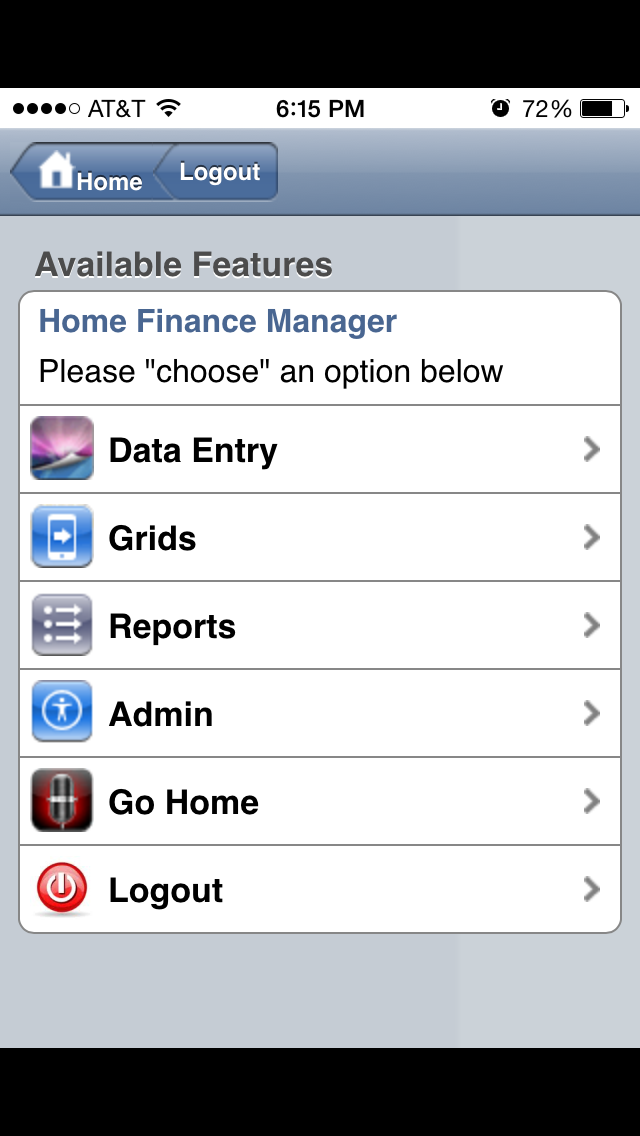 AT&T 6:15 PM 72%
Home Logout
Available Features
Home Finance Manager
Please "choose" an option below
Data Entry
Grids
Reports
Admin
Go Home
Logout